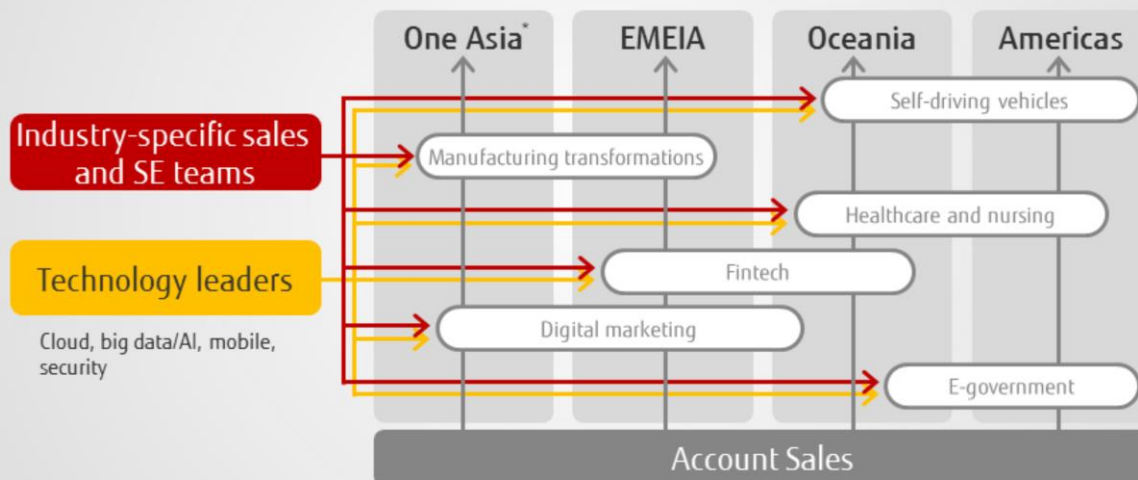 One Asia*
EMEIA
Oceania
Americas
Self-driving vehicles
Industry-specific sales
and SE teams
Manufacturing transformations
Healthcare and nursing
Technology leaders
Fintech
Cloud, big data/AI, mobile,
security
Digital marketing
E-government
Account Sales